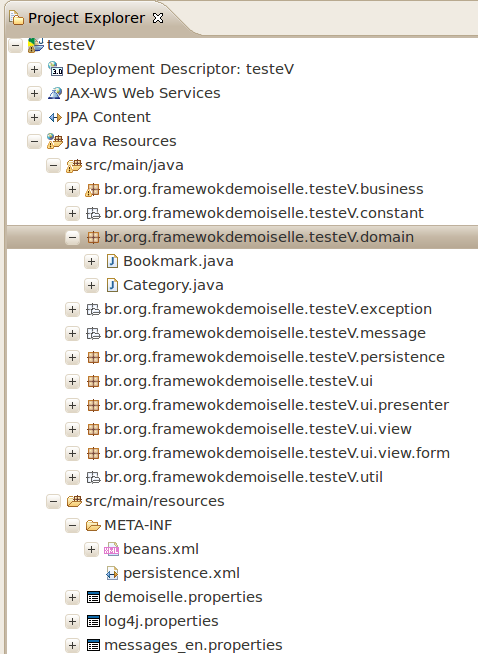 Project Explorer
testeV
3.0 Deployment Descriptor: testeV
JAX-WS Web Services
JPA Content
Java Resources
src/main/java
br.org.framewokdemoiselle.testeV.business
br.org.framewokdemoiselle.testeV.constant
br.org.framewokdemoiselle.testeV.domain
J Bookmark.java
J Category.java
br.org.framewokdemoiselle.testeV.exception
br.org.framewokdemoiselle.testeV.message
br.org.framewokdemoiselle.testeV.persistence
br.org.framewokdemoiselle.testeV.ui
br.org.framewokdemoiselle.testeV.ui.presenter
br.org.framewokdemoiselle.testeV.ui.view
br.org.framewokdemoiselle.testeV.ui.view.form
br.org.framewokdemoiselle.testeV.util
src/main/resources
META-INF
beans.xml
persistence.xml
demoiselle.properties
log4j.properties
messages_en.properties